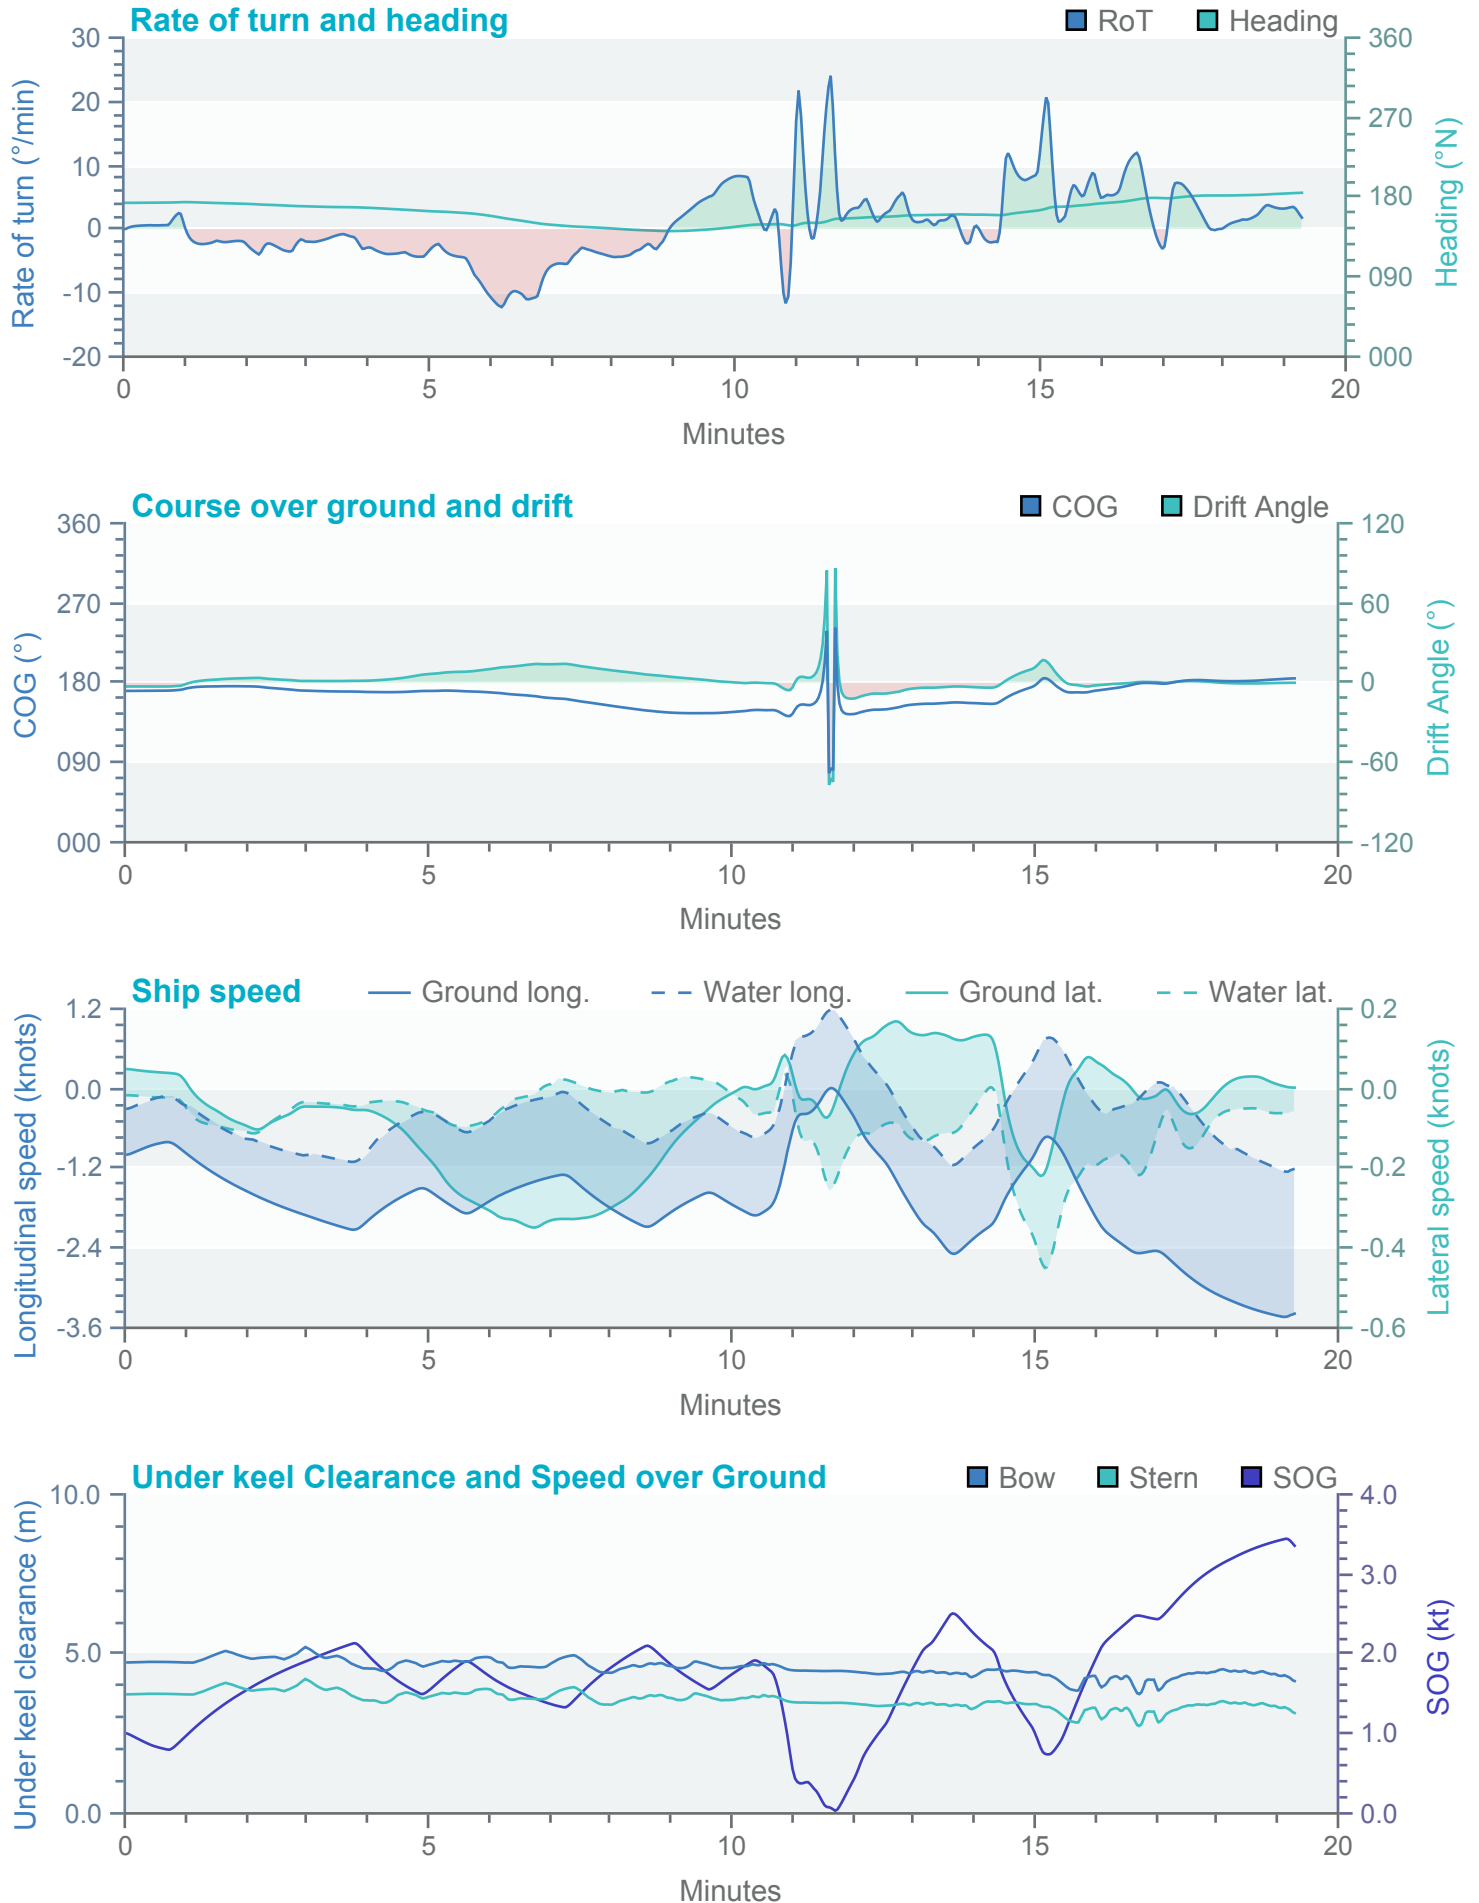 Rate of turn and heading
RoT Heading
30 360
20 270
10 180
0 090
-10 000
-20
Rate of turn (°/min)
Heading (°N)
0 5 10 15 20
Minutes
Course over ground and drift
COG Drift Angle
360 120
270 60
180 0
090 -60
000 -120
COG (°)
Drift Angle (°)
0 5 10 15 20
Minutes
Ship speed Ground long. Water long. Ground lat. Water lat.
1.2 0.2
0.0 0.0
-1.2 -0.2
-2.4 -0.4
-3.6 -0.6
Longitudinal speed (knots)
Lateral speed (knots)
0 5 10 15 20
Minutes
Under keel Clearance and Speed over Ground
Bow Stern SOG
10.0 4.0
3.0
5.0 2.0
1.0
0.0 0.0
Under keel clearance (m)
SOG (kt)
0 5 10 15 20
Minutes